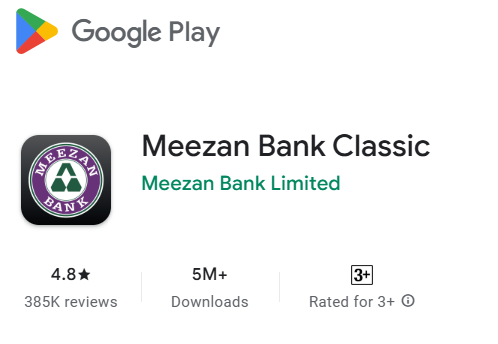 Google Play
MEEZAN
BANK
Meezan Bank Classic
Meezan Bank Limited
4.8★ 5M+ 3+
385K reviews Downloads Rated for 3+